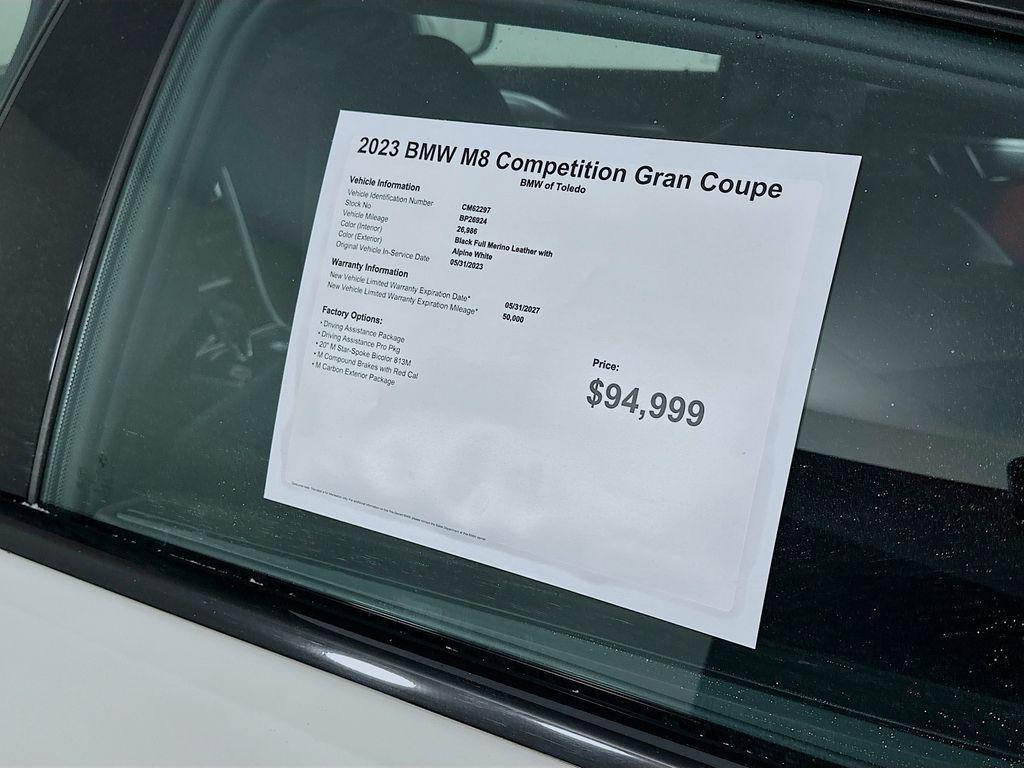 2023 BMW M8 Competition Gran Coupe
BMW of Toledo
Vehicle Information
Vehicle Identification Number CM62297
Stock No BP26924
Vehicle Mileage 26,986
Color (Interior) Black Full Merino Leather with
Color (Exterior) Alpine White
Original Vehicle In-Service Date 05/31/2023
Warranty Information
New Vehicle Limited Warranty Expiration Date* 05/31/2027
New Vehicle Limited Warranty Expiration Mileage* 50,000
Factory Options:
• Driving Assistance Package
• Driving Assistance Pro Pkg
• 20" M Star-Spoke Bicolor 813M
• M Compound Brakes with Red Cal
• M Carbon Exterior Package
Price:
$94,999